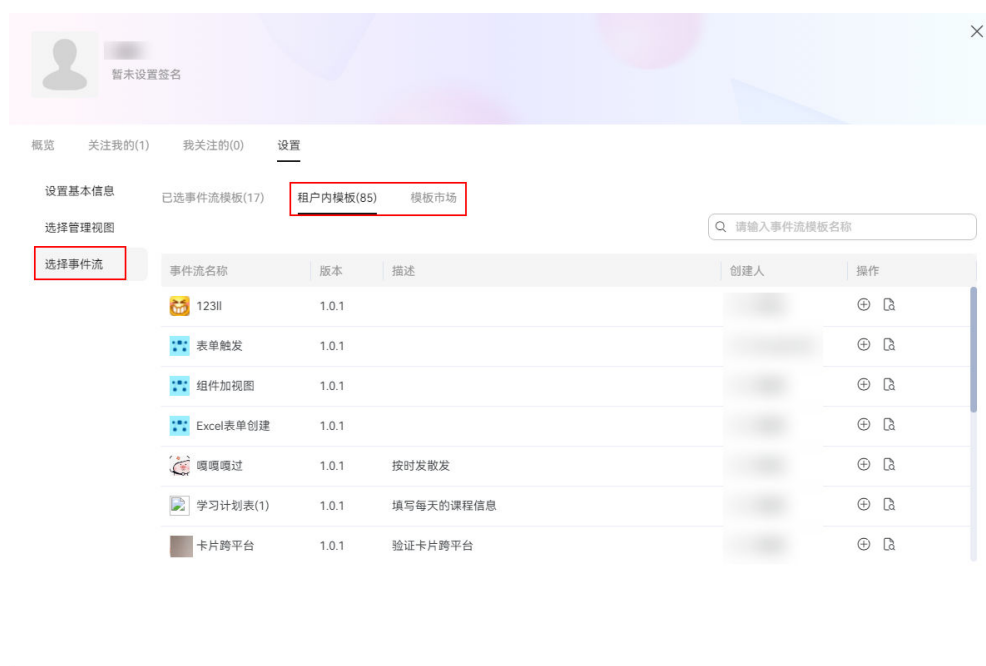 暂未设置签名
概览 关注我的(1) 我关注的(0) 设置
设置基本信息
选择管理视图
选择事件流
已选事件流模板(17) 租户内模板(85) 模板市场
请输入事件流模板名称
事件流名称 版本 描述 创建人 操作
123ll 1.0.1
表单触发 1.0.1
组件加视图 1.0.1
Excel表单创建 1.0.1
嘎嘎嘎过 1.0.1 按时发散发
学习计划表(1) 1.0.1 填写每天的课程信息
卡片跨平台 1.0.1 验证卡片跨平台